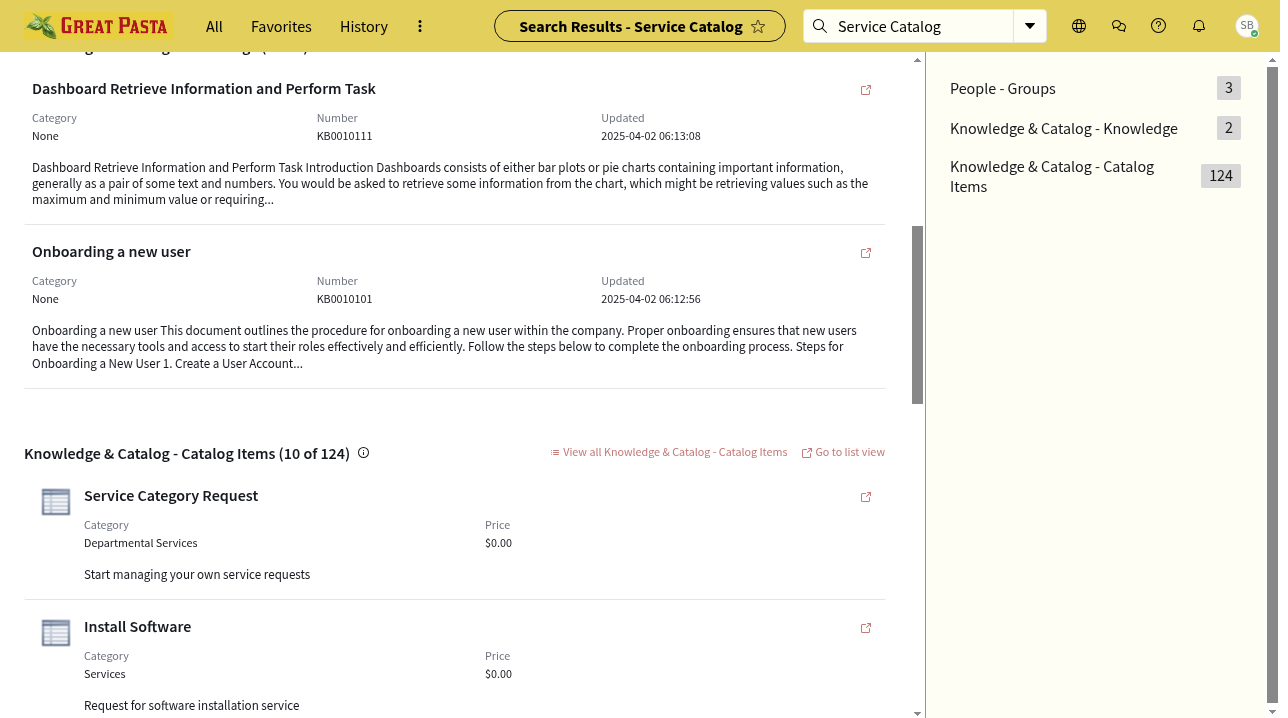 GREAT PASTA
All
Favorites
History
Search Results - Service Catalog
Service Catalog
SB
Dashboard Retrieve Information and Perform Task
Category
Number
Updated
None
KB0010111
2025-04-02 06:13:08
Dashboard Retrieve Information and Perform Task Introduction Dashboards consists of either bar plots or pie charts containing important information,
generally as a pair of some text and numbers. You would be asked to retrieve some information from the chart, which might be retrieving values such as the
maximum and minimum value or requiring...
Onboarding a new user
Category
Number
Updated
None
KB0010101
2025-04-02 06:12:56
Onboarding a new user This document outlines the procedure for onboarding a new user within the company. Proper onboarding ensures that new users
have the necessary tools and access to start their roles effectively and efficiently. Follow the steps below to complete the onboarding process. Steps for
Onboarding a New User 1. Create a User Account...
Knowledge & Catalog - Catalog Items (10 of 124)
View all Knowledge & Catalog - Catalog Items
Go to list view
Service Category Request
Category
Price
Departmental Services
$0.00
Start managing your own service requests
Install Software
Category
Price
Services
$0.00
Request for software installation service
People - Groups
3
Knowledge & Catalog - Knowledge
2
Knowledge & Catalog - Catalog
Items
124